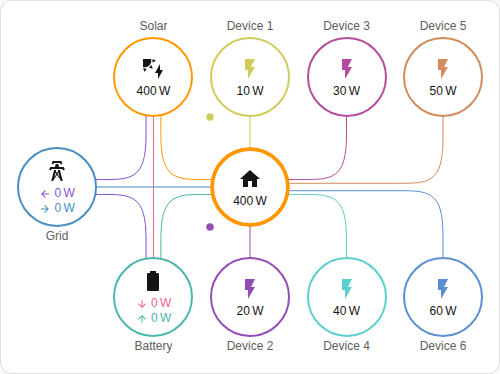 Solar
Device 1
Device 3
Device 5
400 W
10 W
30 W
50 W
← 0 W
→ 0 W
400 W
Grid
↓ 0 W
↑ 0 W
20 W
40 W
60 W
Battery
Device 2
Device 4
Device 6